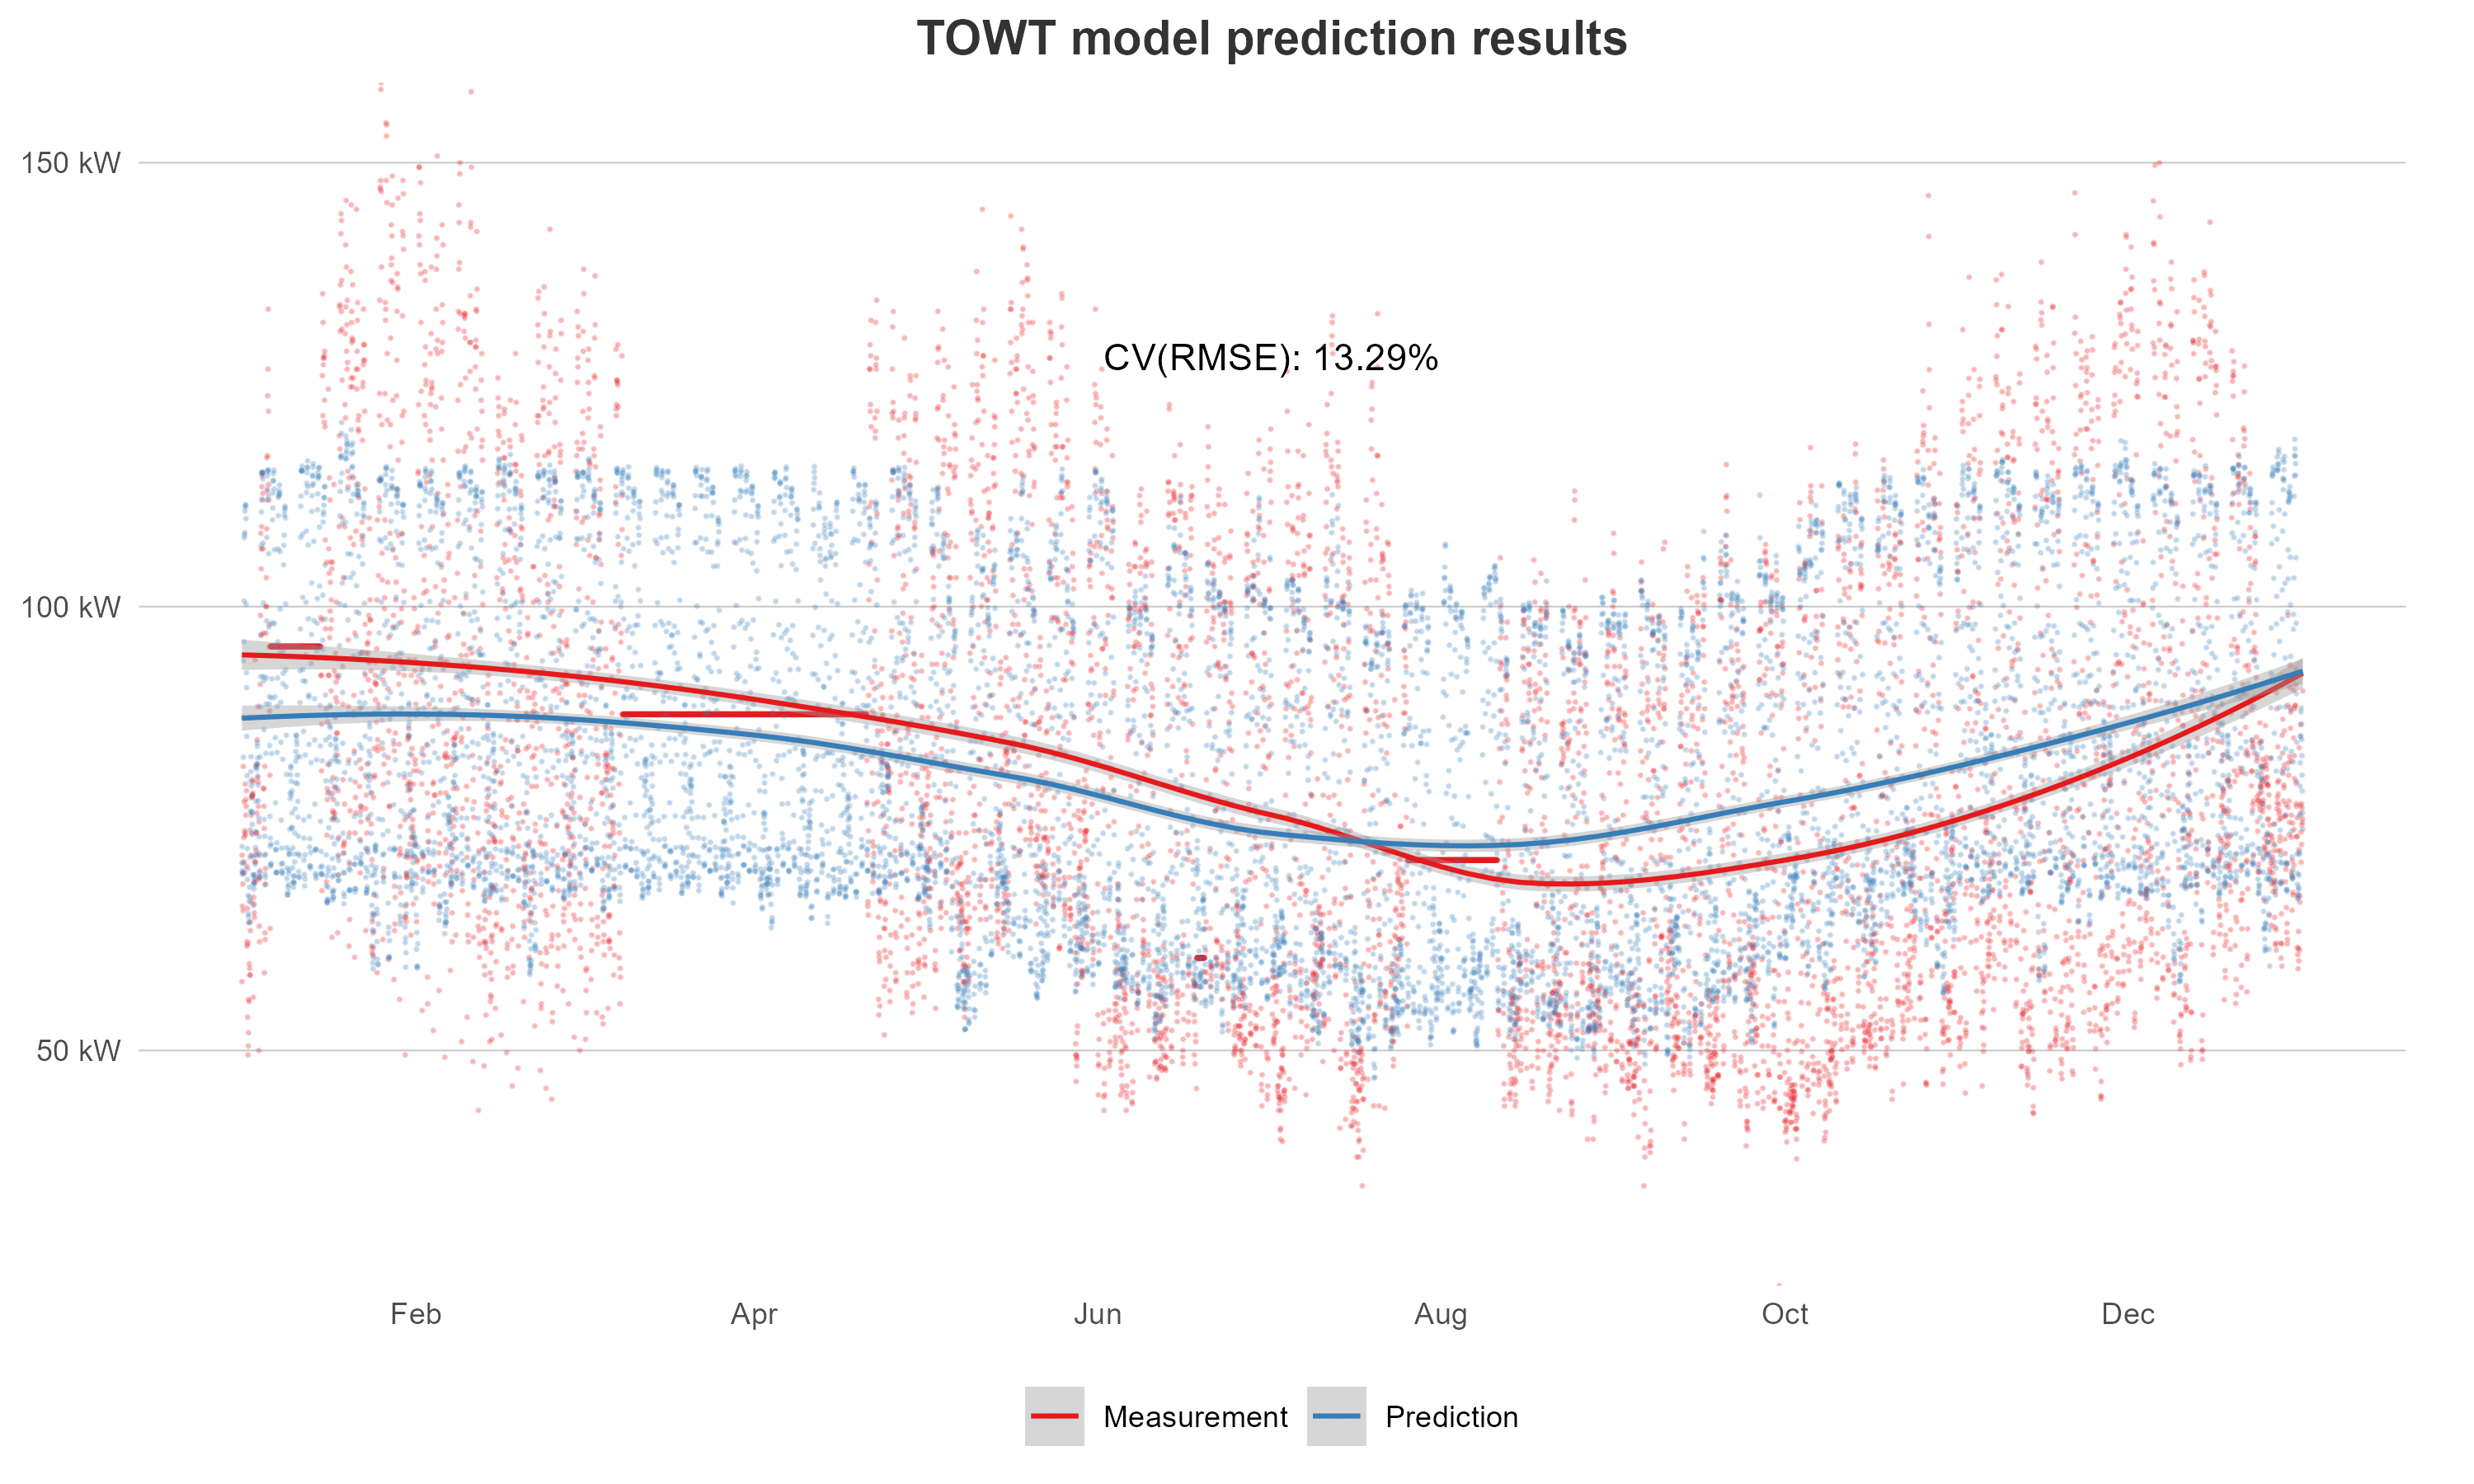 TOWT model prediction results
150 kW
CV(RMSE): 13.29%
100 kW
50 kW
Feb Apr Jun Aug Oct Dec
Measurement Prediction